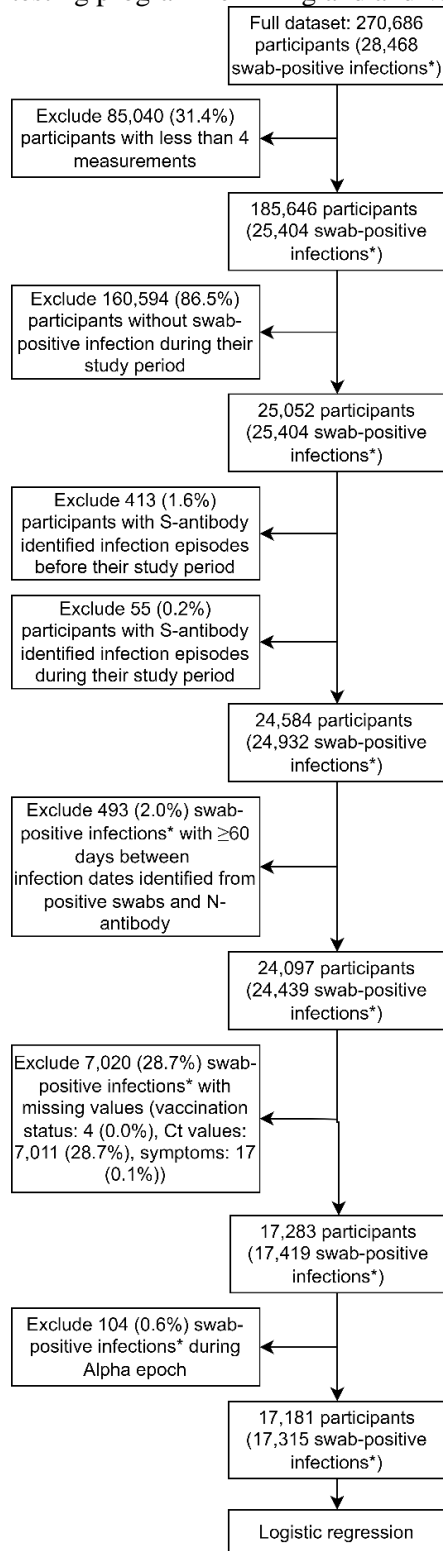 Full dataset: 270,686
participants (28,468
swab-positive infections*)
Exclude 85,040 (31.4%)
participants with less than 4
measurements
185,646 participants
(25,404 swab-positive
infections*)
Exclude 160,594 (86.5%)
participants without swab-
positive infection during their
study period
25,052 participants
(25,404 swab-positive
infections*)
Exclude 413 (1.6%)
participants with S-antibody
identified infection episodes
before their study period
Exclude 55 (0.2%)
participants with S-antibody
identified infection episodes
during their study period
24,584 participants
(24,932 swab-positive
infections*)
Exclude 493 (2.0%) swab-
positive infections* with ≥60
days between
infection dates identified from
positive swabs and N-
antibody
24,097 participants
(24,439 swab-positive
infections*)
Exclude 7,020 (28.7%) swab-
positive infections* with
missing values (vaccination
status: 4 (0.0%), Ct values:
7,011 (28.7%), symptoms: 17
(0.1%))
17,283 participants
(17,419 swab-positive
infections*)
Exclude 104 (0.6%) swab-
positive infections* during
Alpha epoch
17,181 participants
(17,315 swab-positive
infections*)
Logistic regression